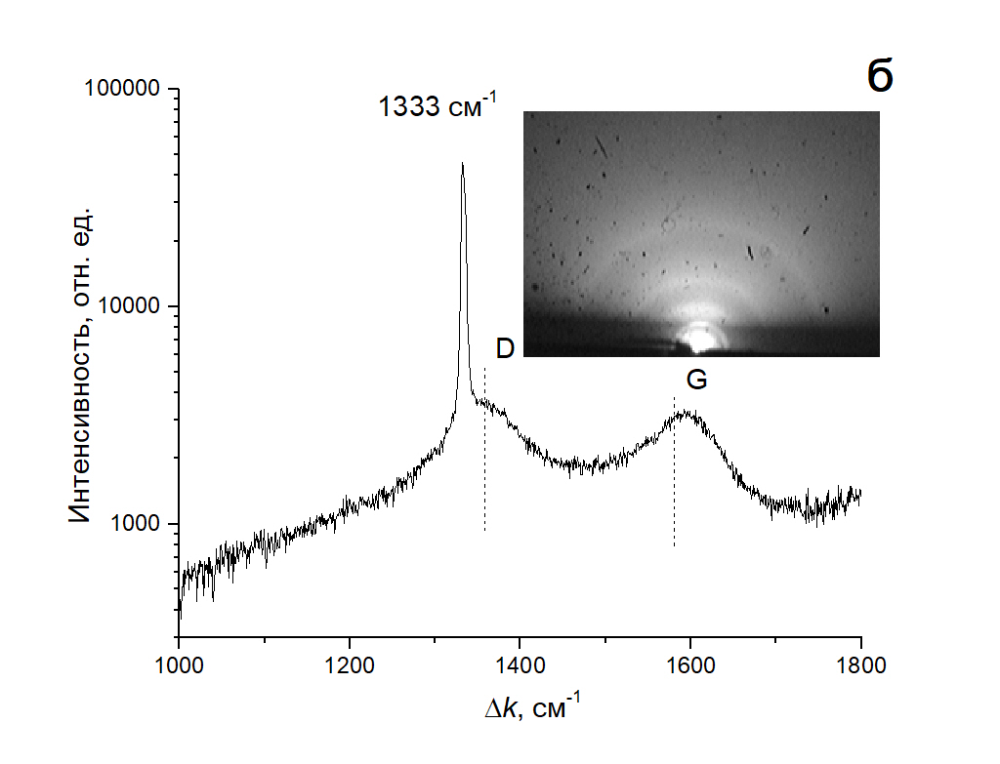 б
100000
1333 см-1
Интенсивность, отн. ед.
10000
D
G
1000
1000 1200 1400 1600 1800
Δk, см-1